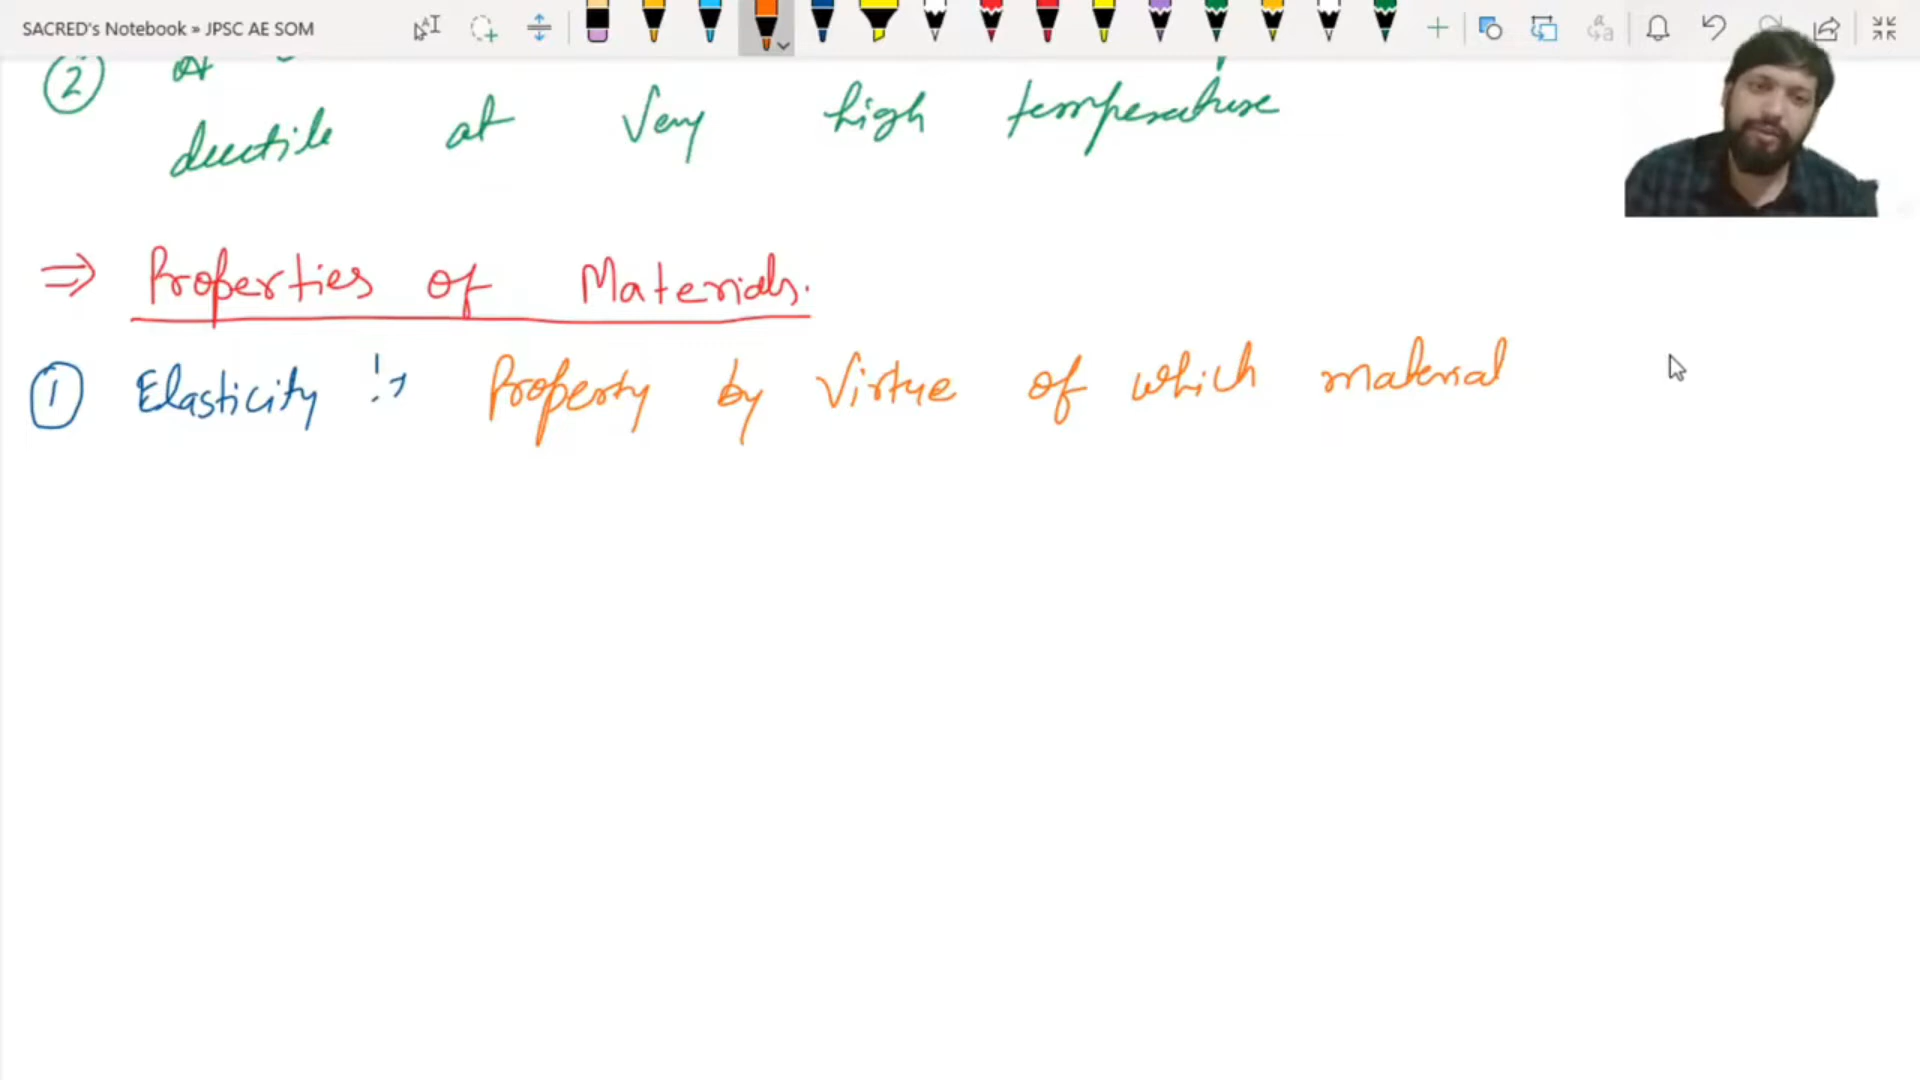 SACRED's Notebook » JPSC AE SOM
②
ductile at very high temperature
⇒ Properties of Materials.
① Elasticity :→ Property by virtue of which material